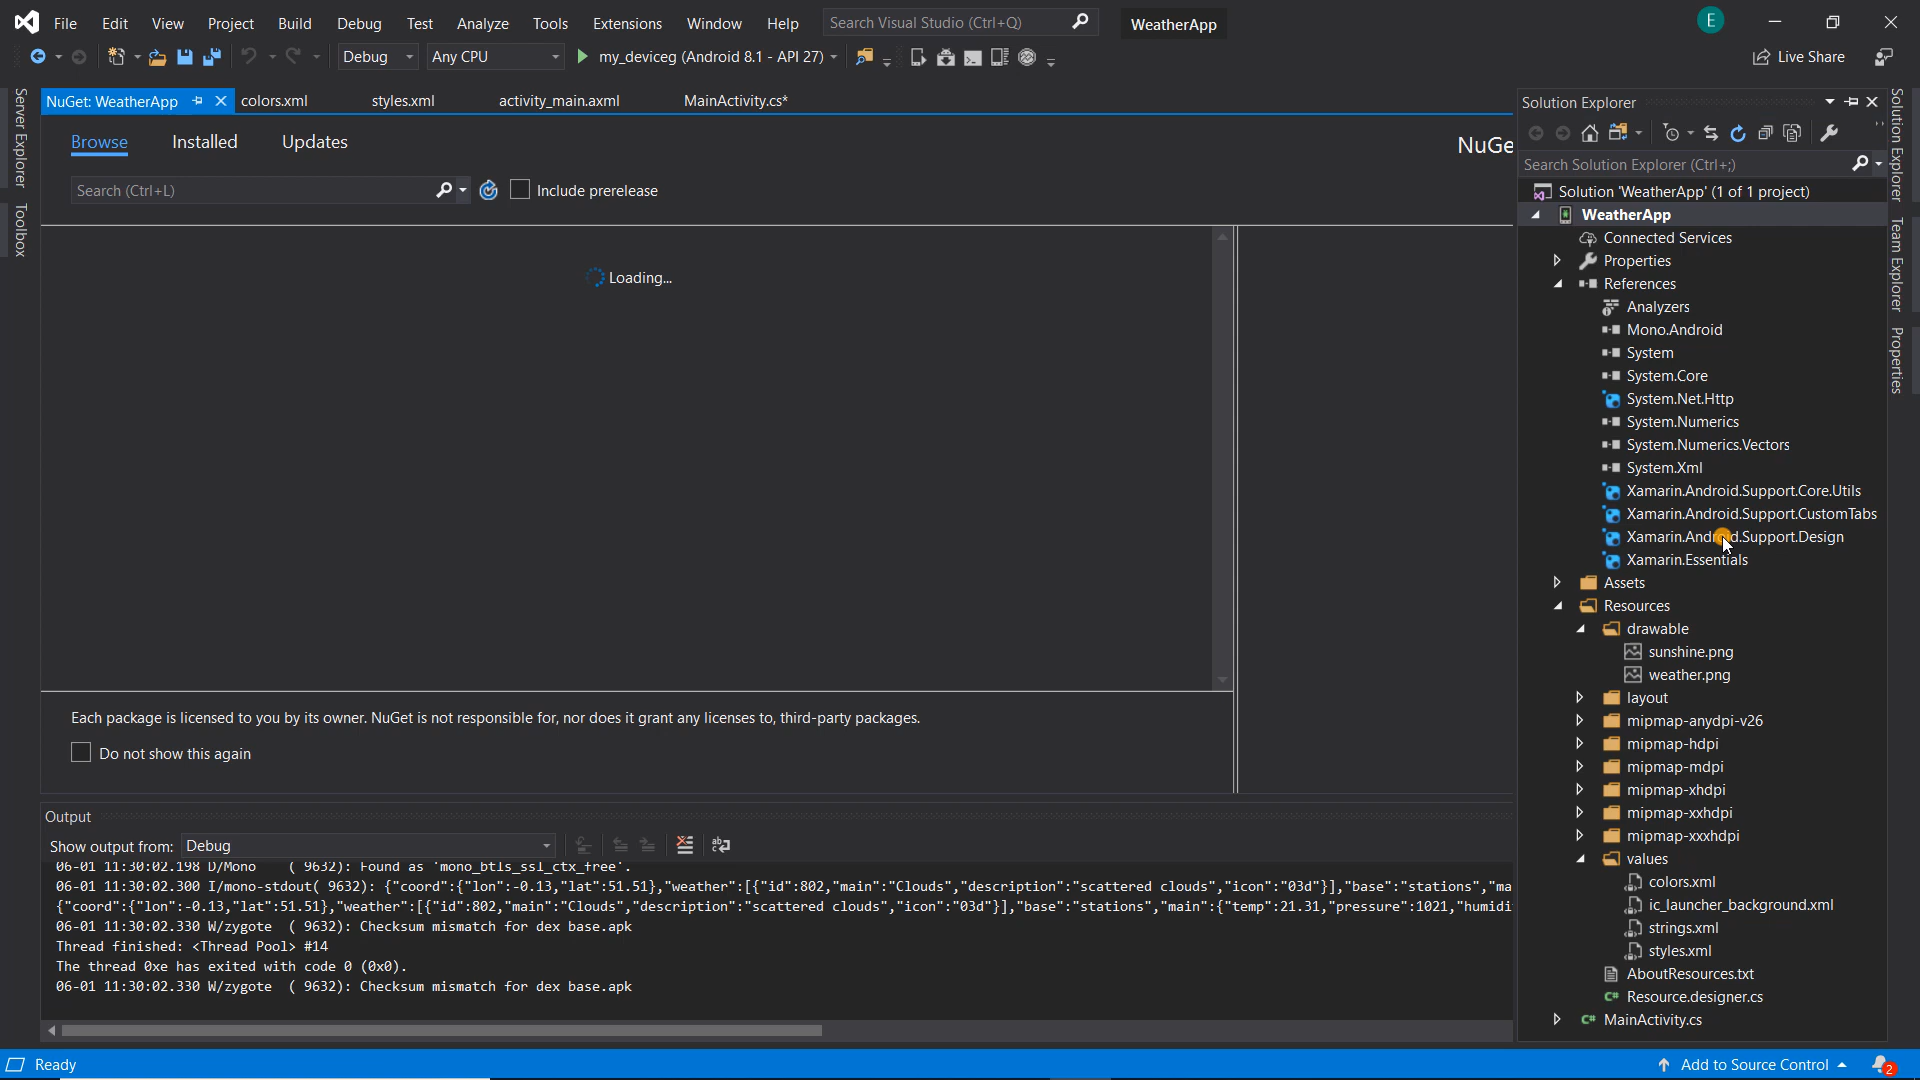 File Edit View Project Build Debug Test Analyze Tools Extensions Window Help Search Visual Studio (Ctrl+Q) WeatherApp E
Debug Any CPU my_deviceg (Android 8.1 - API 27) Live Share
NuGet: WeatherApp colors.xml styles.xml activity_main.axml MainActivity.cs*
Browse Installed Updates NuGe
Search (Ctrl+L) Include prerelease
Loading...
Each package is licensed to you by its owner. NuGet is not responsible for, nor does it grant any licenses to, third-party packages.
Do not show this again
Server Explorer
Toolbox
Output
Show output from: Debug
06-01 11:30:02.198 D/Mono    ( 9632): Found as 'mono_btls_ssl_ctx_free'.
06-01 11:30:02.300 I/mono-stdout( 9632): {"coord":{"lon":-0.13,"lat":51.51},"weather":[{"id":802,"main":"Clouds","description":"scattered clouds","icon":"03d"}],"base":"stations","ma
{"coord":{"lon":-0.13,"lat":51.51},"weather":[{"id":802,"main":"Clouds","description":"scattered clouds","icon":"03d"}],"base":"stations","main":{"temp":21.31,"pressure":1021,"humidi
06-01 11:30:02.330 W/zygote  ( 9632): Checksum mismatch for dex base.apk
Thread finished: <Thread Pool> #14
The thread 0xe has exited with code 0 (0x0).
06-01 11:30:02.330 W/zygote  ( 9632): Checksum mismatch for dex base.apk
Solution Explorer
Search Solution Explorer (Ctrl+;)
Solution 'WeatherApp' (1 of 1 project)
WeatherApp
Connected Services
Properties
References
Analyzers
Mono.Android
System
System.Core
System.Net.Http
System.Numerics
System.Numerics.Vectors
System.Xml
Xamarin.Android.Support.Core.Utils
Xamarin.Android.Support.CustomTabs
Xamarin.Android.Support.Design
Xamarin.Essentials
Assets
Resources
drawable
sunshine.png
weather.png
layout
mipmap-anydpi-v26
mipmap-hdpi
mipmap-mdpi
mipmap-xhdpi
mipmap-xxhdpi
mipmap-xxxhdpi
values
colors.xml
ic_launcher_background.xml
strings.xml
styles.xml
AboutResources.txt
Resource.designer.cs
MainActivity.cs
Solution Explorer
Team Explorer
Properties
Ready Add to Source Control 2